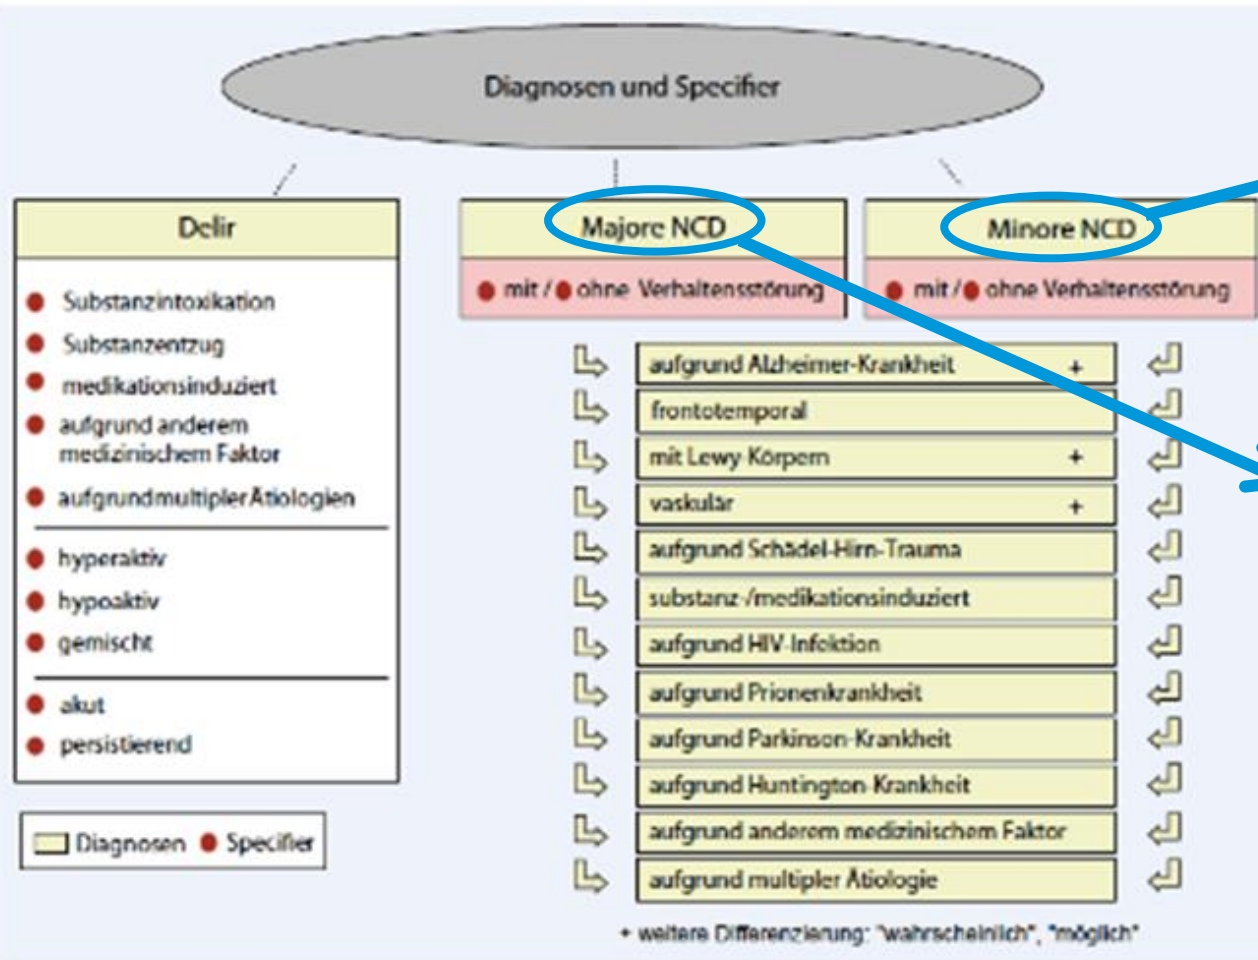 Diagnosen und Specifier
Delir
Substanzintoxikation
Substanzentzug
medikationsinduziert
aufgrund anderem
medizinischem Faktor
aufgrund multipler Ätiologien
hyperaktiv
hypoaktiv
gemischt
akut
persistierend
Diagnosen Specifier
Majore NCD
mit / ohne Verhaltensstörung
Minore NCD
mit / ohne Verhaltensstörung
aufgrund Alzheimer-Krankheit +
frontotemporal
mit Lewy-Körpern +
vaskulär +
aufgrund Schädel-Hirn-Trauma
substanz-/medikationsinduziert
aufgrund HIV-Infektion
aufgrund Prionenkrankheit
aufgrund Parkinson-Krankheit
aufgrund Huntington-Krankheit
aufgrund anderem medizinischem Faktor
aufgrund multipler Ätiologie
+ weitere Differenzierung: "wahrscheinlich", "möglich"